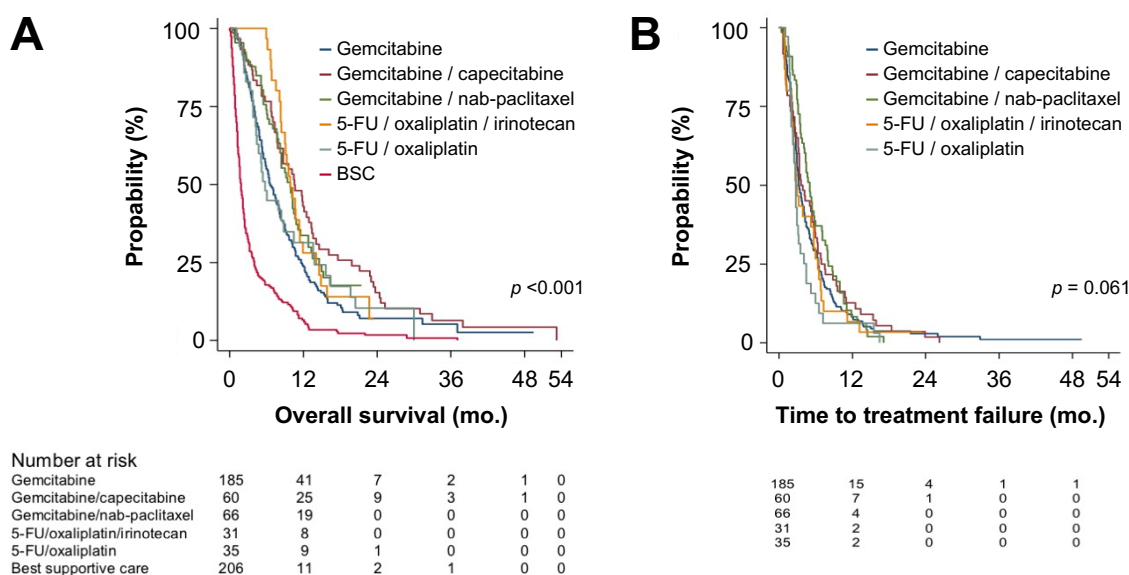 A
Propability (%)
100
75
50
25
0
Gemcitabine
Gemcitabine / capecitabine
Gemcitabine / nab-paclitaxel
5-FU / oxaliplatin / irinotecan
5-FU / oxaliplatin
BSC
p <0.001
0 12 24 36 48 54
Overall survival (mo.)
Number at risk
Gemcitabine 185 41 7 2 1 0
Gemcitabine/capecitabine 60 25 9 3 1 0
Gemcitabine/nab-paclitaxel 66 19 0 0 0 0
5-FU/oxaliplatin/irinotecan 31 8 0 0 0 0
5-FU/oxaliplatin 35 9 1 0 0 0
Best supportive care 206 11 2 1 0 0
B
Propability (%)
100
75
50
25
0
Gemcitabine
Gemcitabine / capecitabine
Gemcitabine / nab-paclitaxel
5-FU / oxaliplatin / irinotecan
5-FU / oxaliplatin
p = 0.061
0 12 24 36 48 54
Time to treatment failure (mo.)
185 15 4 1 1
60 7 1 0 0
66 4 0 0 0
31 2 0 0 0
35 2 0 0 0